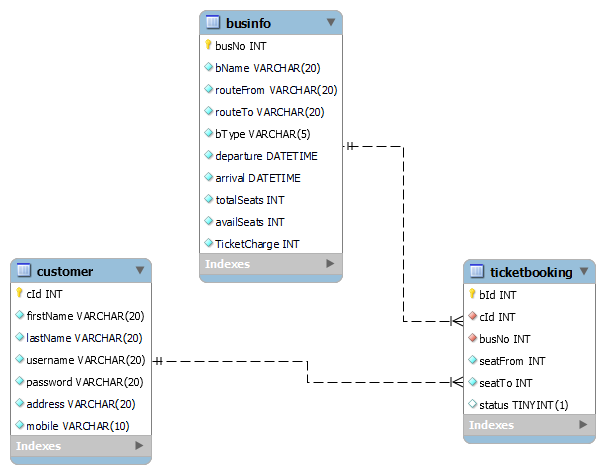 businfo
busNo INT
bName VARCHAR(20)
routeFrom VARCHAR(20)
routeTo VARCHAR(20)
bType VARCHAR(5)
departure DATETIME
arrival DATETIME
totalSeats INT
availSeats INT
TicketCharge INT
Indexes
customer
cId INT
firstName VARCHAR(20)
lastName VARCHAR(20)
username VARCHAR(20)
password VARCHAR(20)
address VARCHAR(20)
mobile VARCHAR(10)
Indexes
ticketbooking
bId INT
cId INT
busNo INT
seatFrom INT
seatTo INT
status TINYINT(1)
Indexes